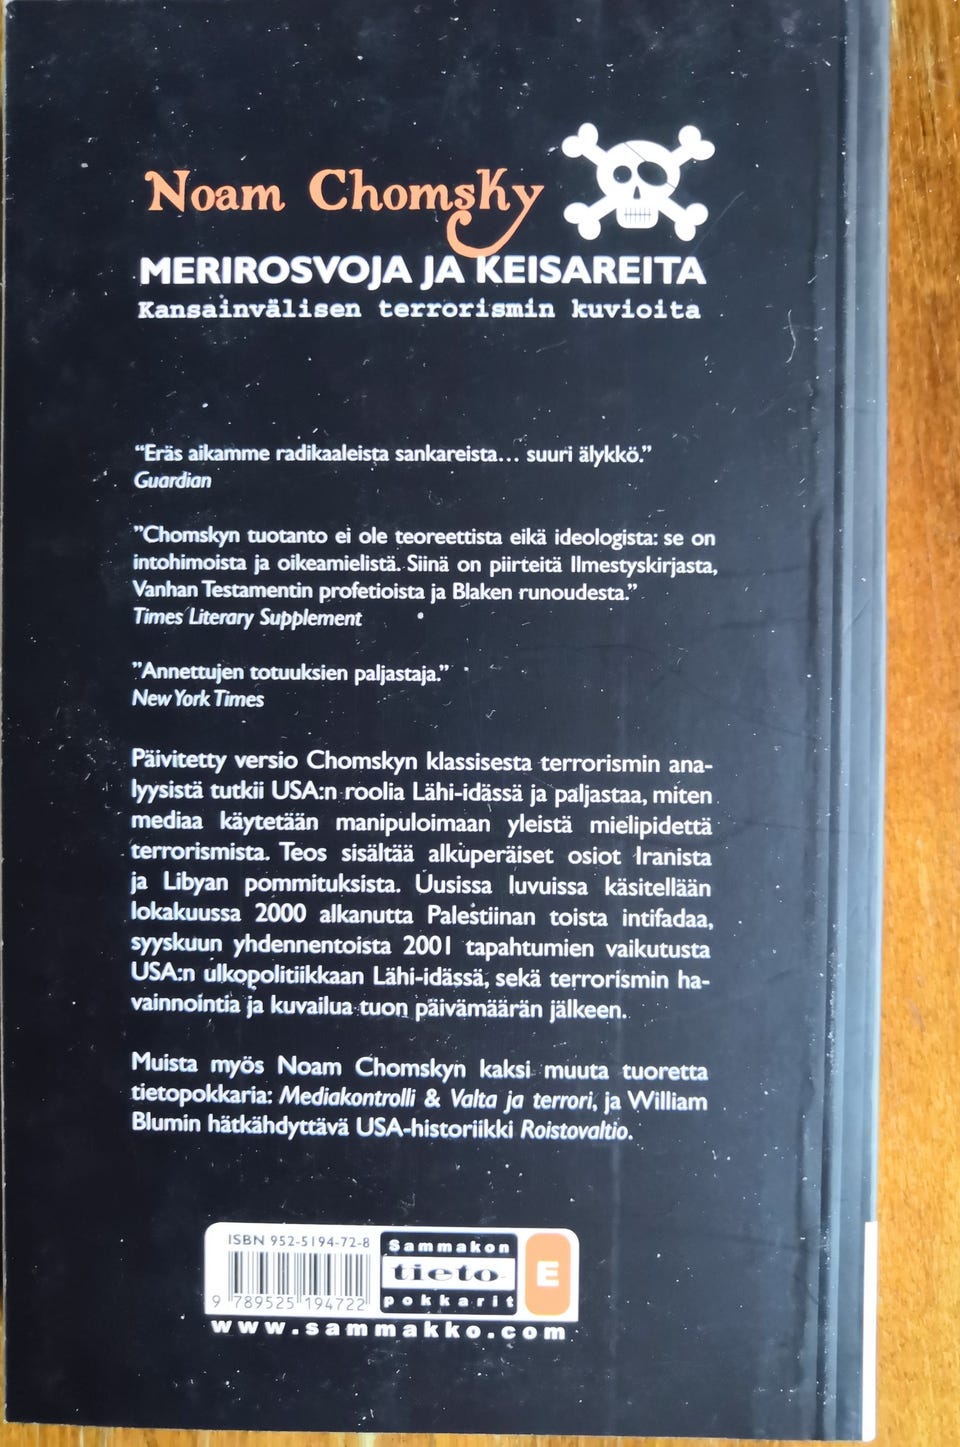 Noam Chomsky
MERIROSVOJA JA KEISAREITA
Kansainvälisen terrorismin kuvioita
“Eräs aikamme radikaaleista sankareista... suuri älykkö.”
Guardian
”Chomskyn tuotanto ei ole teoreettista eikä ideologista: se on
intohimoista ja oikeamielistä. Siinä on piirteitä Ilmestyskirjasta,
Vanhan Testamentin profetioista ja Blaken runoudesta.”
Times Literary Supplement
”Annettujen totuuksien paljastaja.”
New York Times
Päivitetty versio Chomskyn klassisesta terrorismin ana-
lyysistä tutkii USA:n roolia Lähi-idässä ja paljastaa, miten
mediaa käytetään manipuloimaan yleistä mielipidettä
terrorismista. Teos sisältää alkuperäiset osiot Iranista
ja Libyan pommituksista. Uusissa luvuissa käsitellään
lokakuussa 2000 alkanutta Palestiinan toista intifadaa,
syyskuun yhdennentoista 2001 tapahtumien vaikutusta
USA:n ulkopolitiikkaan Lähi-idässä, sekä terrorismin ha-
vainnointia ja kuvailua tuon päivämäärän jälkeen.
Muista myös Noam Chomskyn kaksi muuta tuoretta
tietopokkaria: Mediakontrolli & Valta ja terrori, ja William
Blumin hätkähdyttävä USA-historiikki Roistovaltio.
ISBN 952-5194-72-8
9 789525 194722
Sammakon
tieto-
pokkarit
E
www.sammakko.com